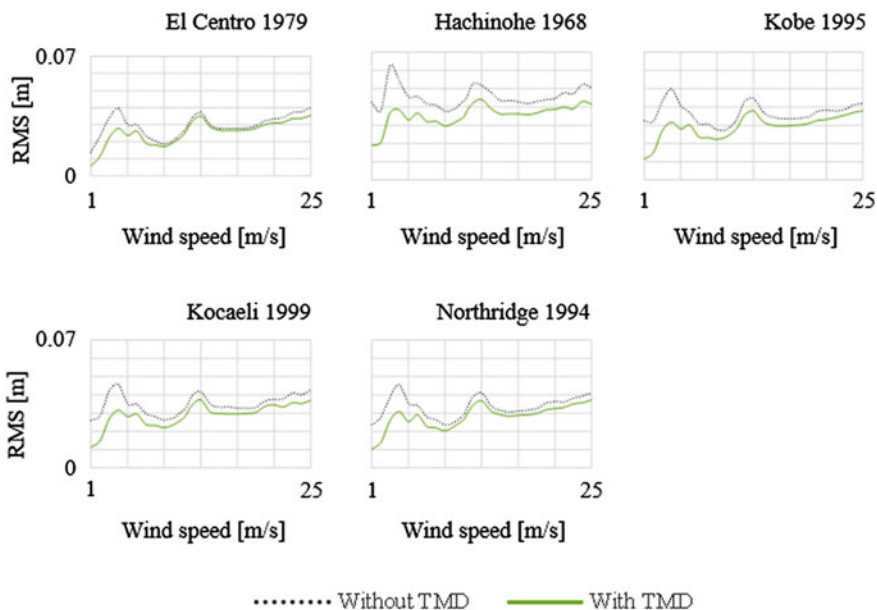 El Centro 1979
Hachinohe 1968
Kobe 1995
0.07
RMS [m]
0
1
25
1
25
1
25
Wind speed [m/s]
Wind speed [m/s]
Wind speed [m/s]
Kocaeli 1999
Northridge 1994
0.07
RMS [m]
0
1
25
1
25
Wind speed [m/s]
Wind speed [m/s]
Without TMD
With TMD